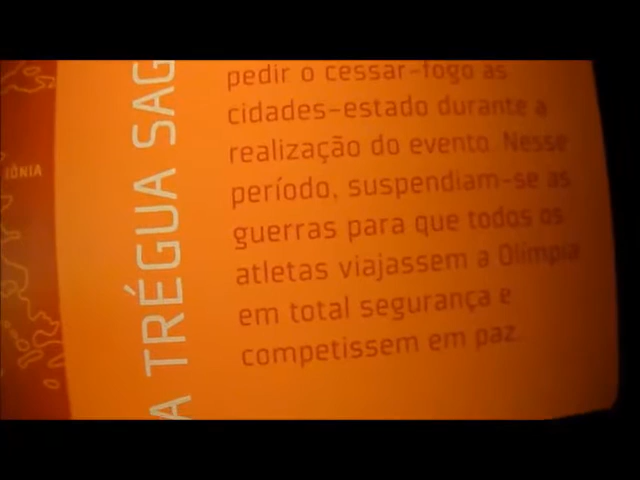 IÔNIA
A TRÉGUA SAG
pedir o cessar-fogo às
cidades-estado durante a
realização do evento. Nesse
período, suspendiam-se as
guerras para que todos os
atletas viajassem a Olímpia
em total segurança e
competissem em paz.